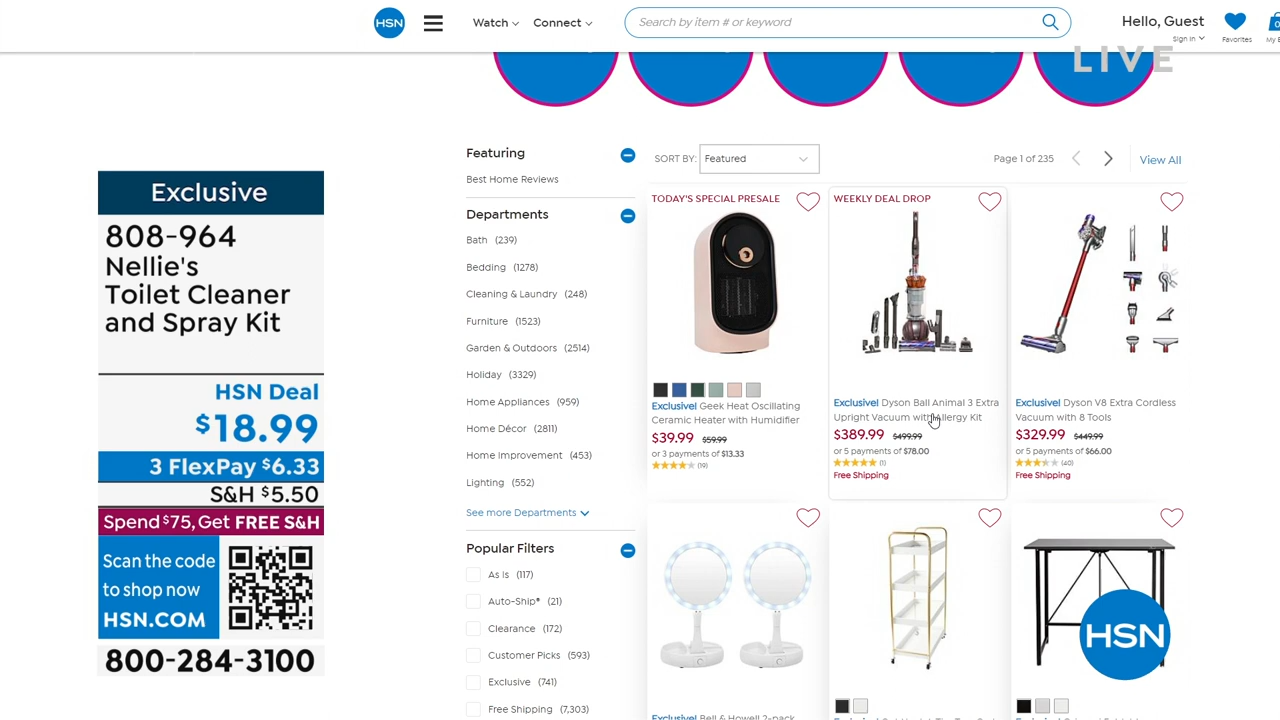 HSN
Watch
Connect
Search by item # or keyword
Hello, Guest
Sign In
Favorites
LIVE
Exclusive
808-964
Nellie's
Toilet Cleaner
and Spray Kit
HSN Deal
$18.99
3 FlexPay $6.33
S&H $5.50
Spend $75, Get FREE S&H
Scan the code
to shop now
HSN.COM
800-284-3100
Featuring
Best Home Reviews
Departments
Bath (239)
Bedding (1278)
Cleaning & Laundry (248)
Furniture (1523)
Garden & Outdoors (2514)
Holiday (3329)
Home Appliances (959)
Home Décor (2811)
Home Improvement (453)
Lighting (552)
See more Departments
Popular Filters
As Is (117)
Auto-Ship® (21)
Clearance (172)
Customer Picks (593)
Exclusive (741)
Free Shipping (7,303)
SORT BY: Featured
Page 1 of 235
View All
TODAY'S SPECIAL PRESALE
Exclusive! Geek Heat Oscillating
Ceramic Heater with Humidifier
$39.99 $59.99
or 3 payments of $13.33
(19)
WEEKLY DEAL DROP
Exclusive! Dyson Ball Animal 3 Extra
Upright Vacuum with Allergy Kit
$389.99 $499.99
or 5 payments of $78.00
(1)
Free Shipping
Exclusive! Dyson V8 Extra Cordless
Vacuum with 8 Tools
$329.99 $449.99
or 5 payments of $66.00
(40)
Free Shipping
Exclusive! Bell & Howell 2-pack
HSN